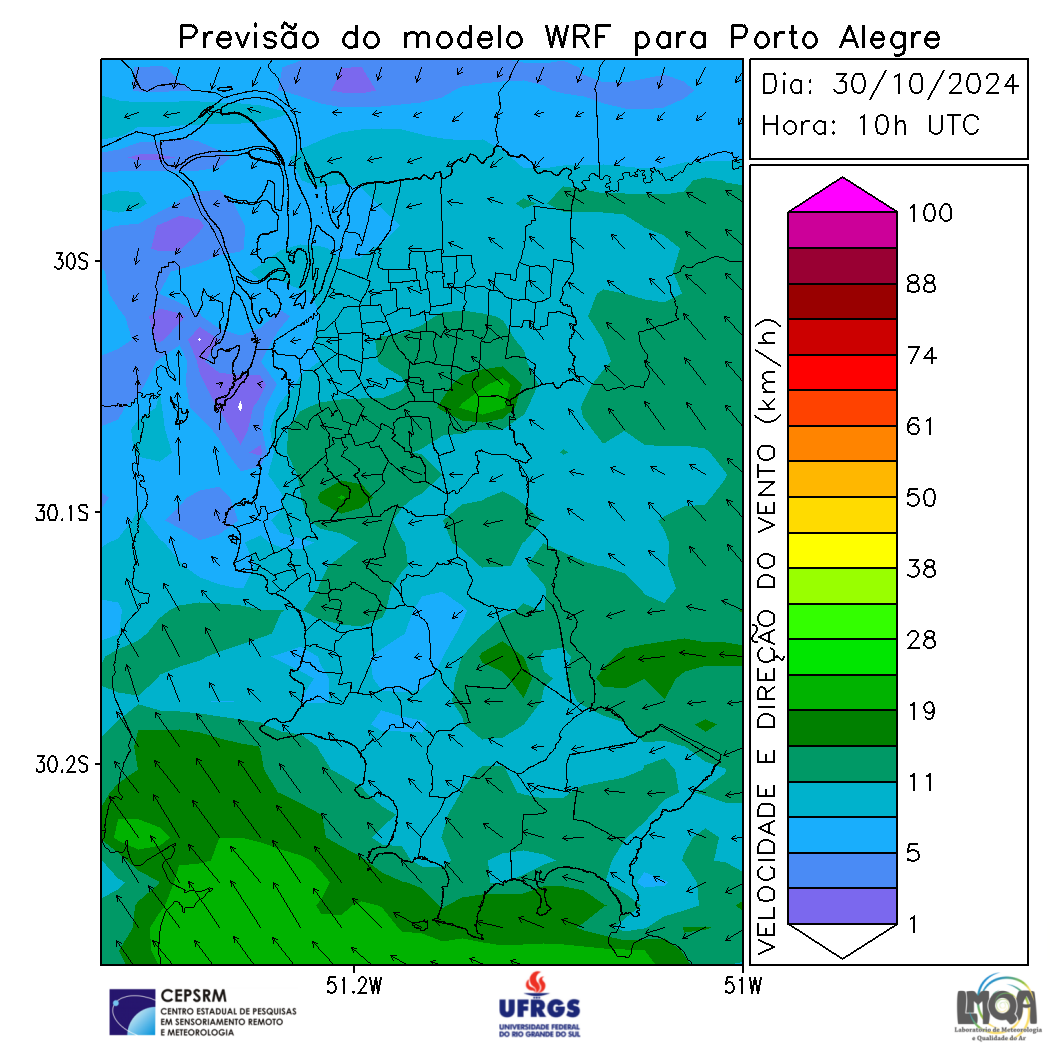 Previsão do modelo WRF para Porto Alegre
Dia: 30/10/2024
Hora: 10h UTC
VELOCIDADE E DIREÇÃO DO VENTO (km/h)
100
88
74
61
50
38
28
19
11
5
1
30S
30.1S
30.2S
51.2W
51W
CEPSRM
CENTRO ESTADUAL DE PESQUISAS
EM SENSORIAMENTO REMOTO
E METEOROLOGIA
UFRGS
UNIVERSIDADE FEDERAL
DO RIO GRANDE DO SUL
LMQA
Laboratório de Meteorologia
e Qualidade do Ar